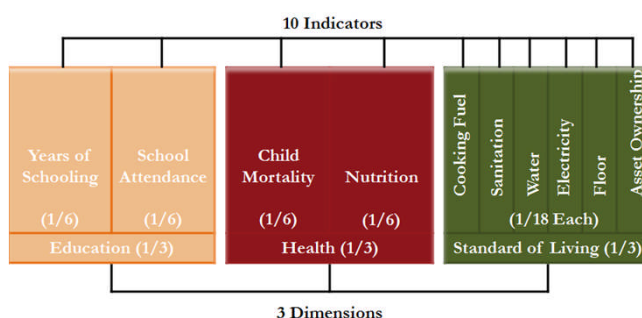 10 Indicators
Years of
Schooling
(1/6)
School
Attendance
(1/6)
Education (1/3)
Child
Mortality
(1/6)
Nutrition
(1/6)
Health (1/3)
Cooking Fuel
Sanitation
Water
Electricity
Floor
Asset Ownership
(1/18 Each)
Standard of Living (1/3)
3 Dimensions